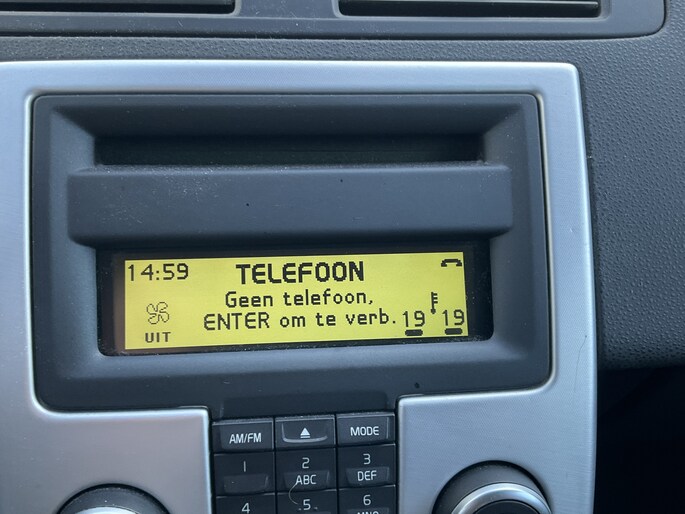 14:59 TELEFOON
Geen telefoon,
ENTER om te verb. 19 19
UIT
AM/FM MODE
1 2 3
ABC DEF
4 5 6